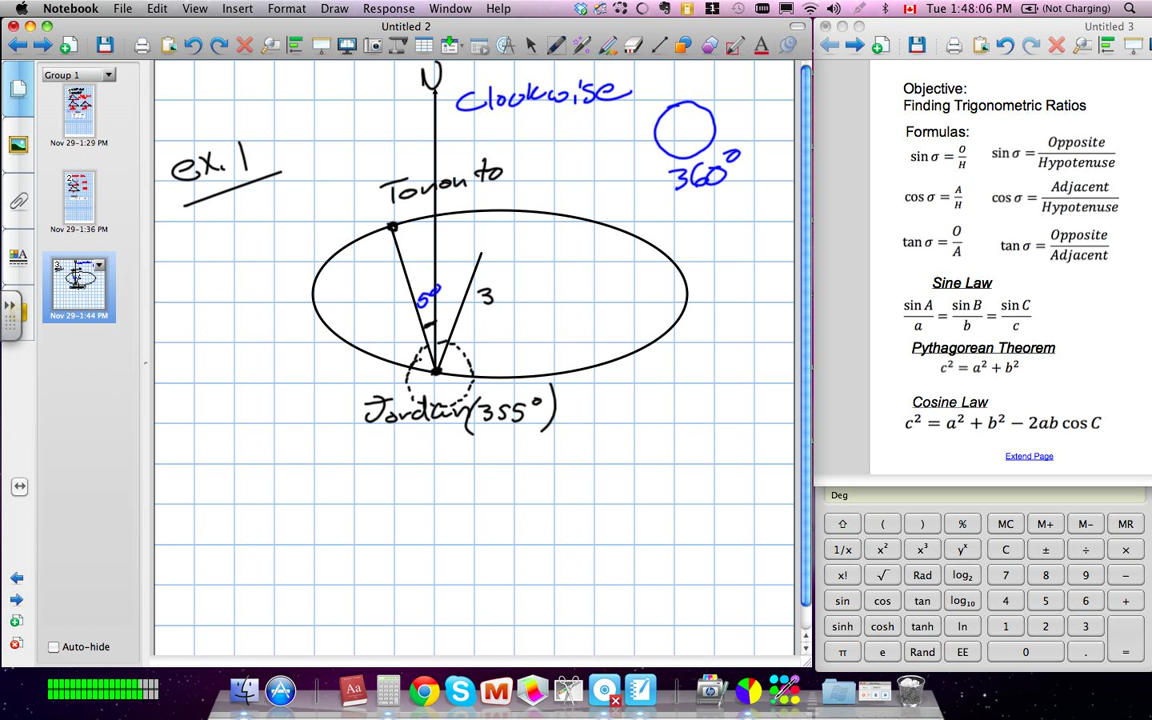 Notebook File Edit View Insert Format Draw Response Window Help
Tue 1:48:06 PM (Not Charging)
Untitled 2
Untitled 3
Group 1
Nov 29-1:29 PM
Nov 29-1:36 PM
Nov 29-1:44 PM
Auto-hide
N
Clockwise
ex. 1
360°
Toronto
5°
3
Jordan (355°)
Objective:
Finding Trigonometric Ratios
Formulas:
sin σ = O/H sin σ = Opposite/Hypotenuse
cos σ = A/H cos σ = Adjacent/Hypotenuse
tan σ = O/A tan σ = Opposite/Adjacent
Sine Law
sin A/a = sin B/b = sin C/c
Pythagorean Theorem
c² = a² + b²
Cosine Law
c² = a² + b² − 2ab cos C
Extend Page
Deg
( ) % MC M+ M- MR
1/x x² x³ yˣ C ± ÷ ×
x! √ Rad log₂ 7 8 9 −
sin cos tan log₁₀ 4 5 6 +
sinh cosh tanh ln 1 2 3
π e Rand EE 0 . =
Aa